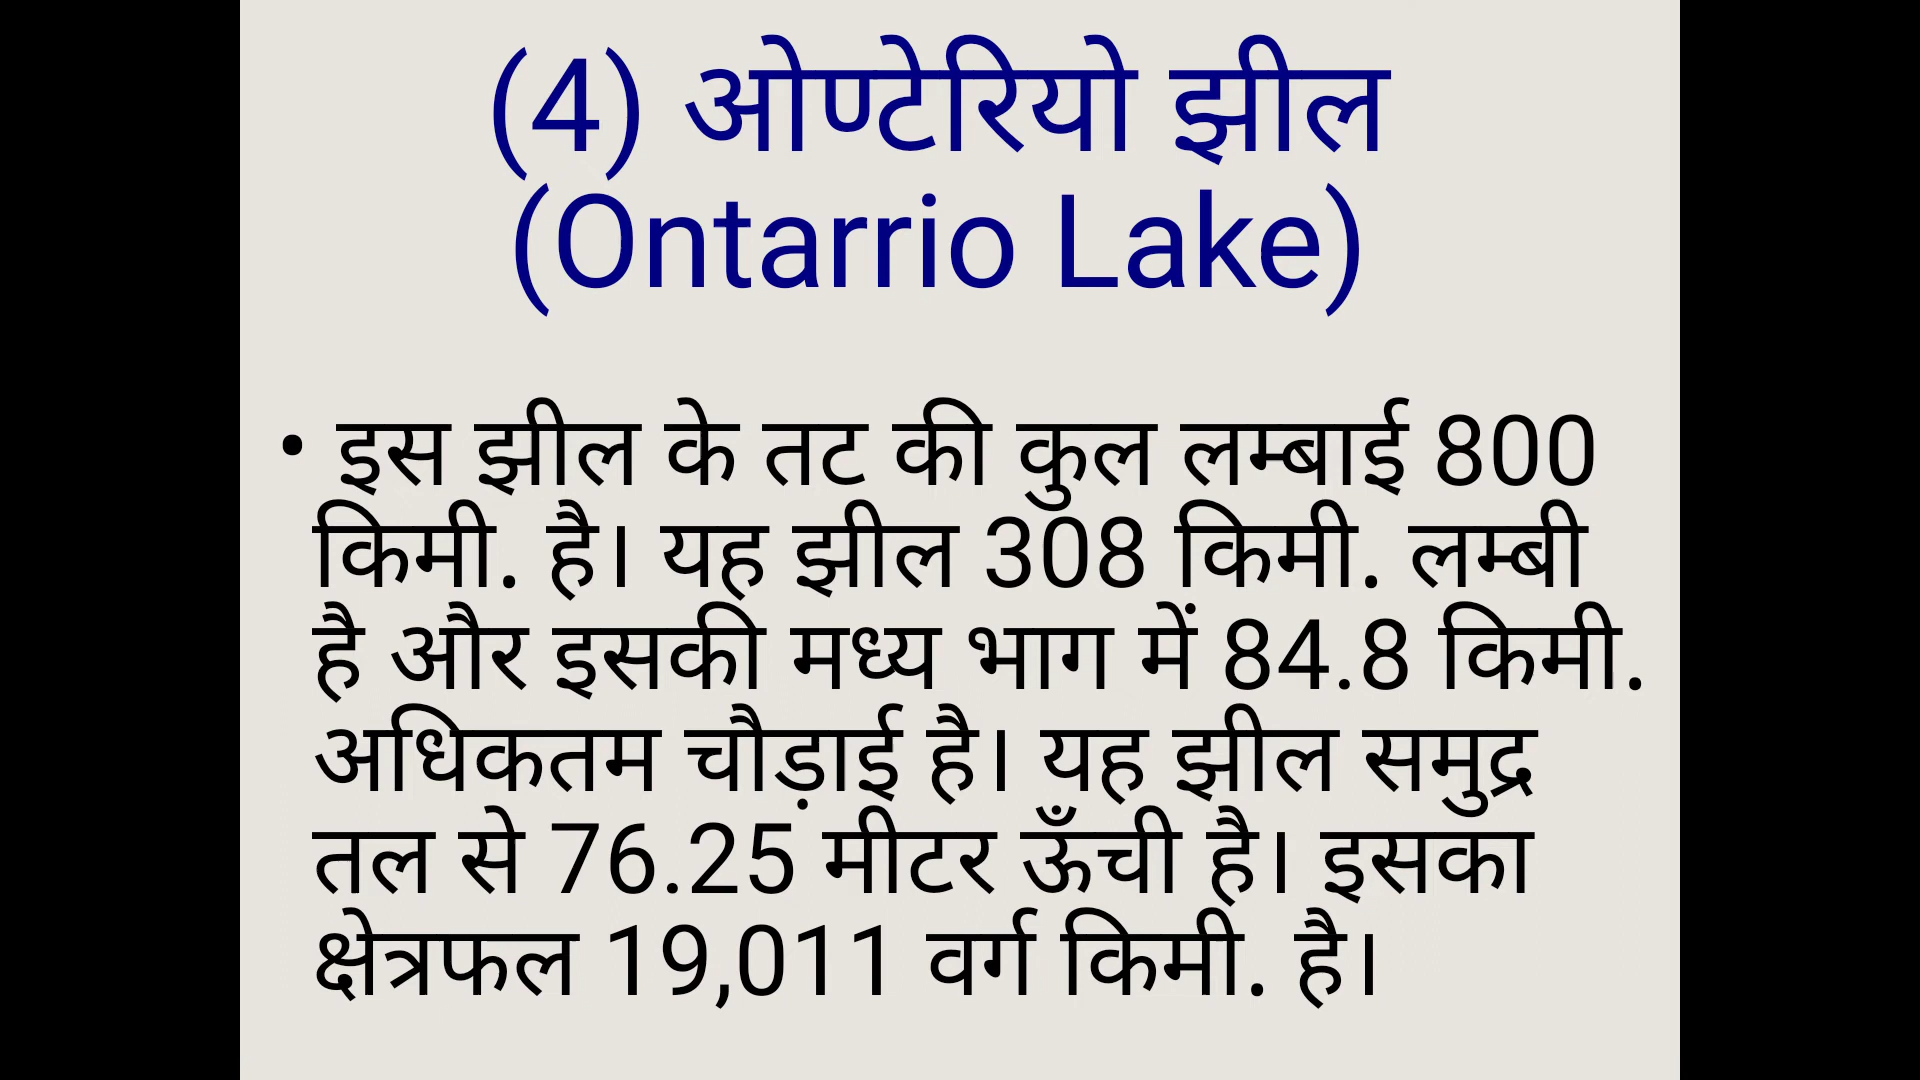 (4) ओण्टेरियो झील
(Ontarrio Lake)
• इस झील के तट की कुल लम्बाई 800
किमी. है। यह झील 308 किमी. लम्बी
है और इसकी मध्य भाग में 84.8 किमी.
अधिकतम चौड़ाई है। यह झील समुद्र
तल से 76.25 मीटर ऊँची है। इसका
क्षेत्रफल 19,011 वर्ग किमी. है।